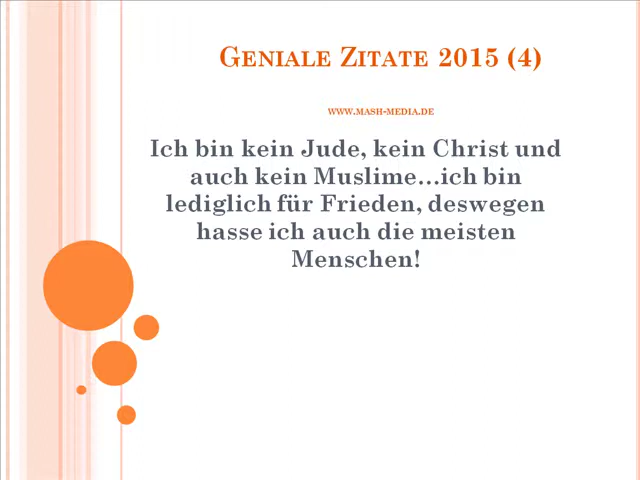 Geniale Zitate 2015 (4)
www.mash-media.de
Ich bin kein Jude, kein Christ und
auch kein Muslime...ich bin
lediglich für Frieden, deswegen
hasse ich auch die meisten
Menschen!